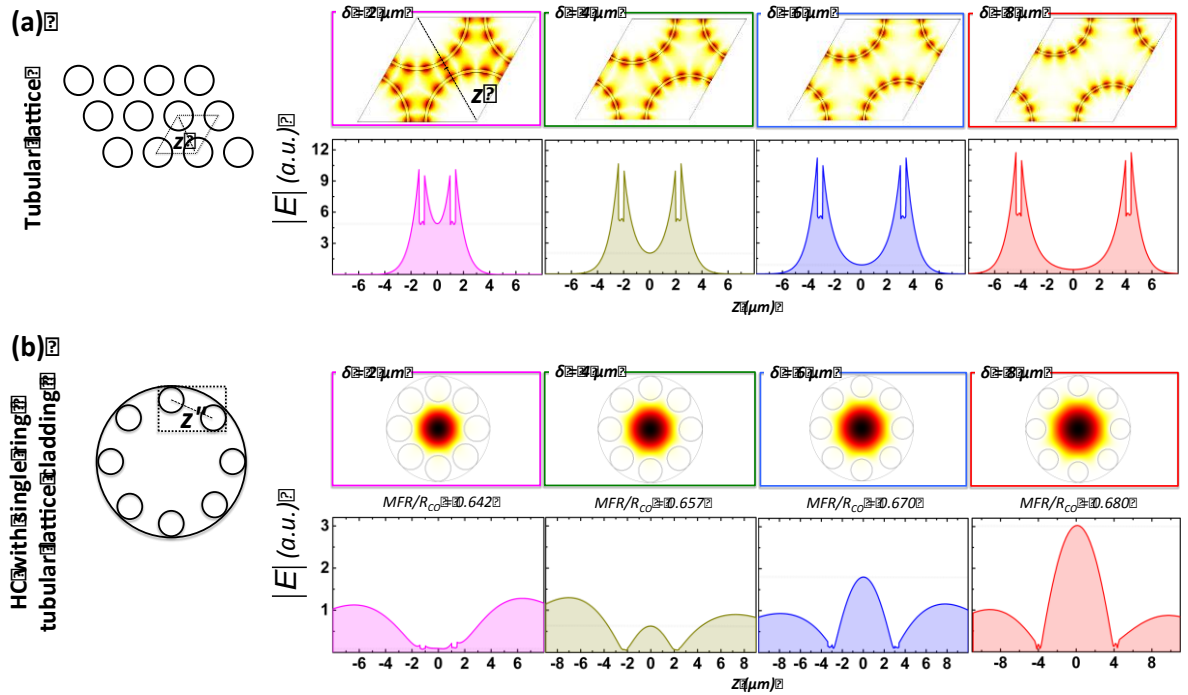 (a)
δ = 2 µm
δ = 4 µm
δ = 6 µm
δ = 8 µm
Tubular lattice
z
z
|E| (a.u.)
12
9
6
3
-6 -4 -2 0 2 4 6
-6 -4 -2 0 2 4 6
-6 -4 -2 0 2 4 6
-6 -4 -2 0 2 4 6
Z (µm)
(b)
δ = 2 µm
δ = 4 µm
δ = 6 µm
δ = 8 µm
HC with single ring
tubular lattice cladding
z"
MFR/R_CO = 0.642
MFR/R_CO = 0.657
MFR/R_CO = 0.670
MFR/R_CO = 0.680
|E| (a.u.)
3
2
1
-6 -4 -2 0 2 4 6
-8 -6 -4 -2 0 2 4 6 8
-8 -6 -4 -2 0 2 4 6 8
-8 -4 0 4 8
Z (µm)